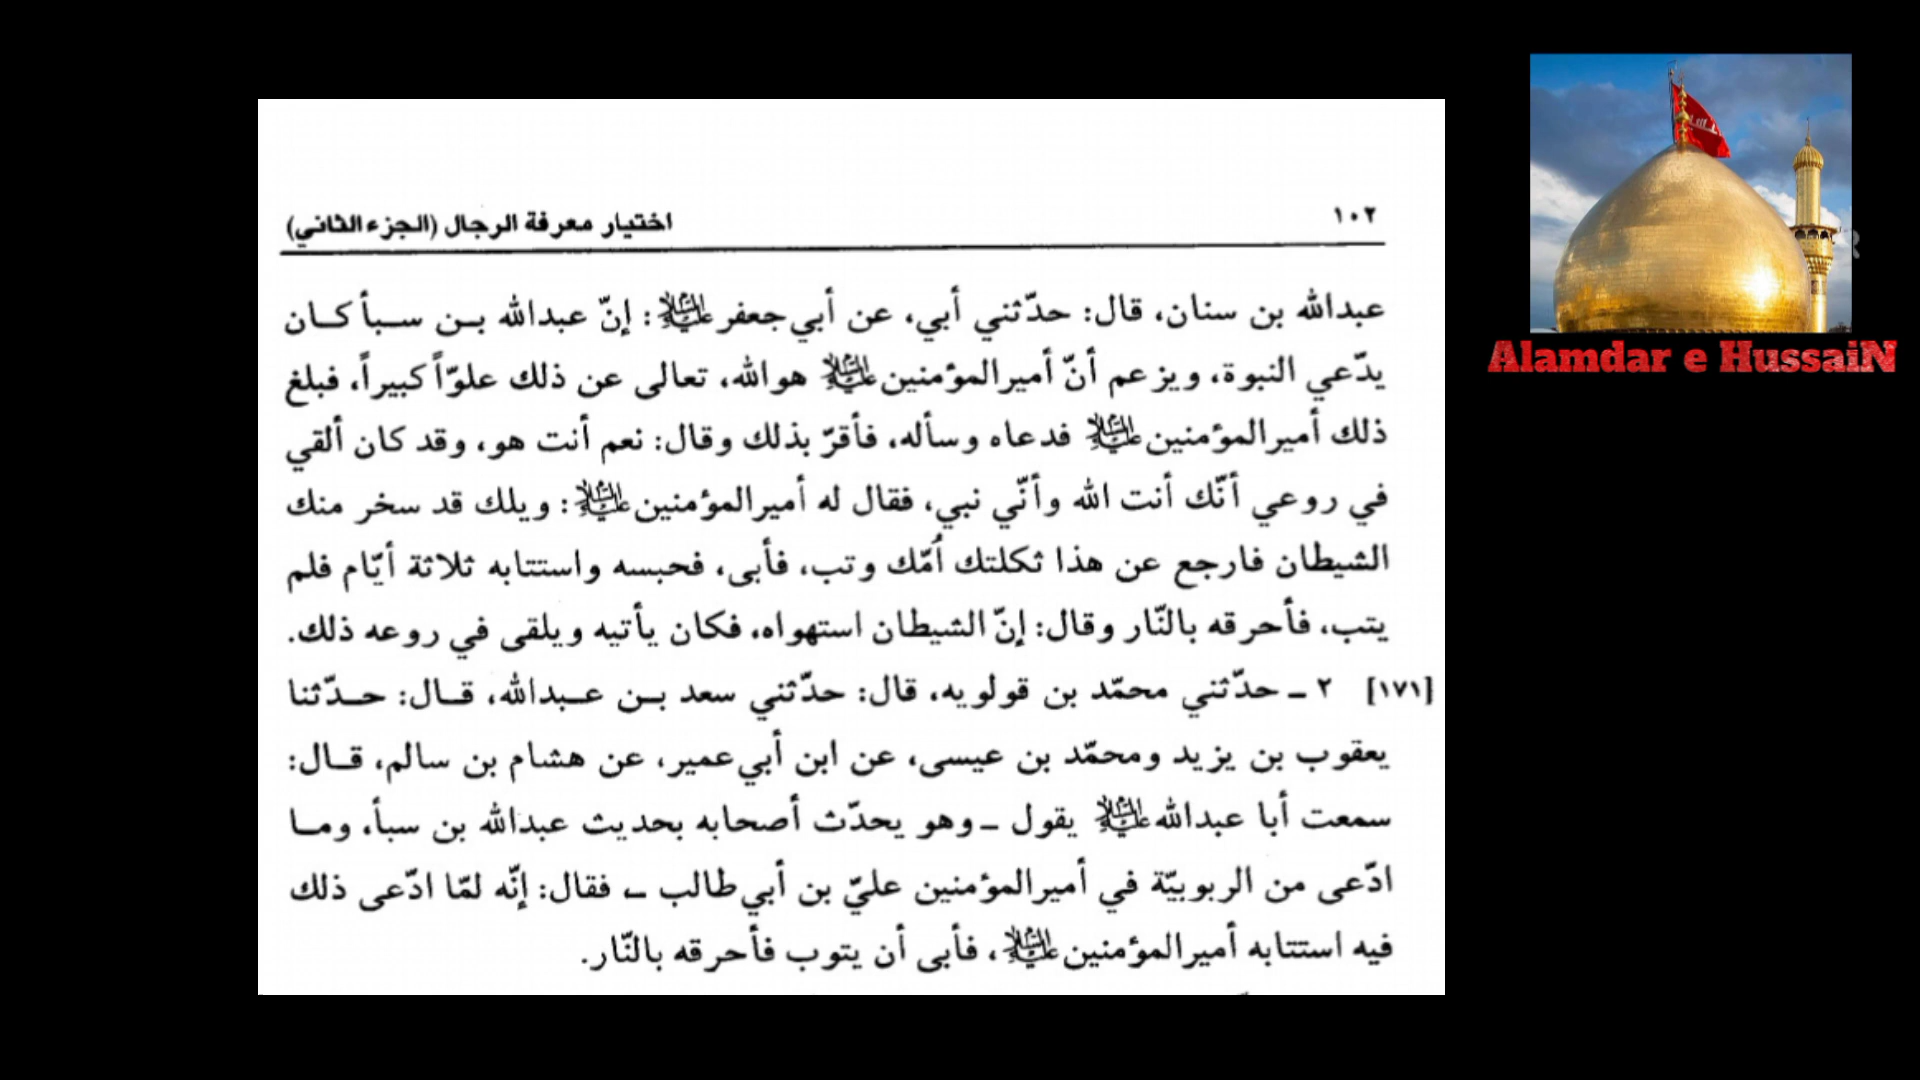 ١٠٢
اختيار معرفة الرجال (الجزء الثاني)
عبدالله بن سنان، قال: حدّثني أبي، عن أبي جعفر عليه السلام: إنّ عبدالله بن سبأ كان
يدّعي النبوة، ويزعم أنّ أميرالمؤمنين عليه السلام هو الله، تعالى عن ذلك علوّاً كبيراً، فبلغ
ذلك أميرالمؤمنين عليه السلام فدعاه وسأله، فأقرّ بذلك وقال: نعم أنت هو، وقد كان ألقي
في روعي أنّك أنت الله وأنّي نبي، فقال له أميرالمؤمنين عليه السلام: ويلك قد سخر منك
الشيطان فارجع عن هذا ثكلتك أُمّك وتب، فأبى، فحبسه واستتابه ثلاثة أيّام فلم
يتب، فأحرقه بالنّار وقال: إنّ الشيطان استهواه، فكان يأتيه ويلقى في روعه ذلك.
[١٧١] ٢ ـ حدّثني محمّد بن قولويه، قال: حدّثني سعد بن عبدالله، قال: حدّثنا
يعقوب بن يزيد ومحمّد بن عيسى، عن ابن أبي عمير، عن هشام بن سالم، قال:
سمعت أبا عبدالله عليه السلام يقول ـ وهو يحدّث أصحابه بحديث عبدالله بن سبأ، وما
ادّعى من الربوبيّة في أميرالمؤمنين عليّ بن أبي طالب ـ فقال: إنّه لمّا ادّعى ذلك
فيه استتابه أميرالمؤمنين عليه السلام، فأبى أن يتوب فأحرقه بالنّار.
Alamdar e HussaiN